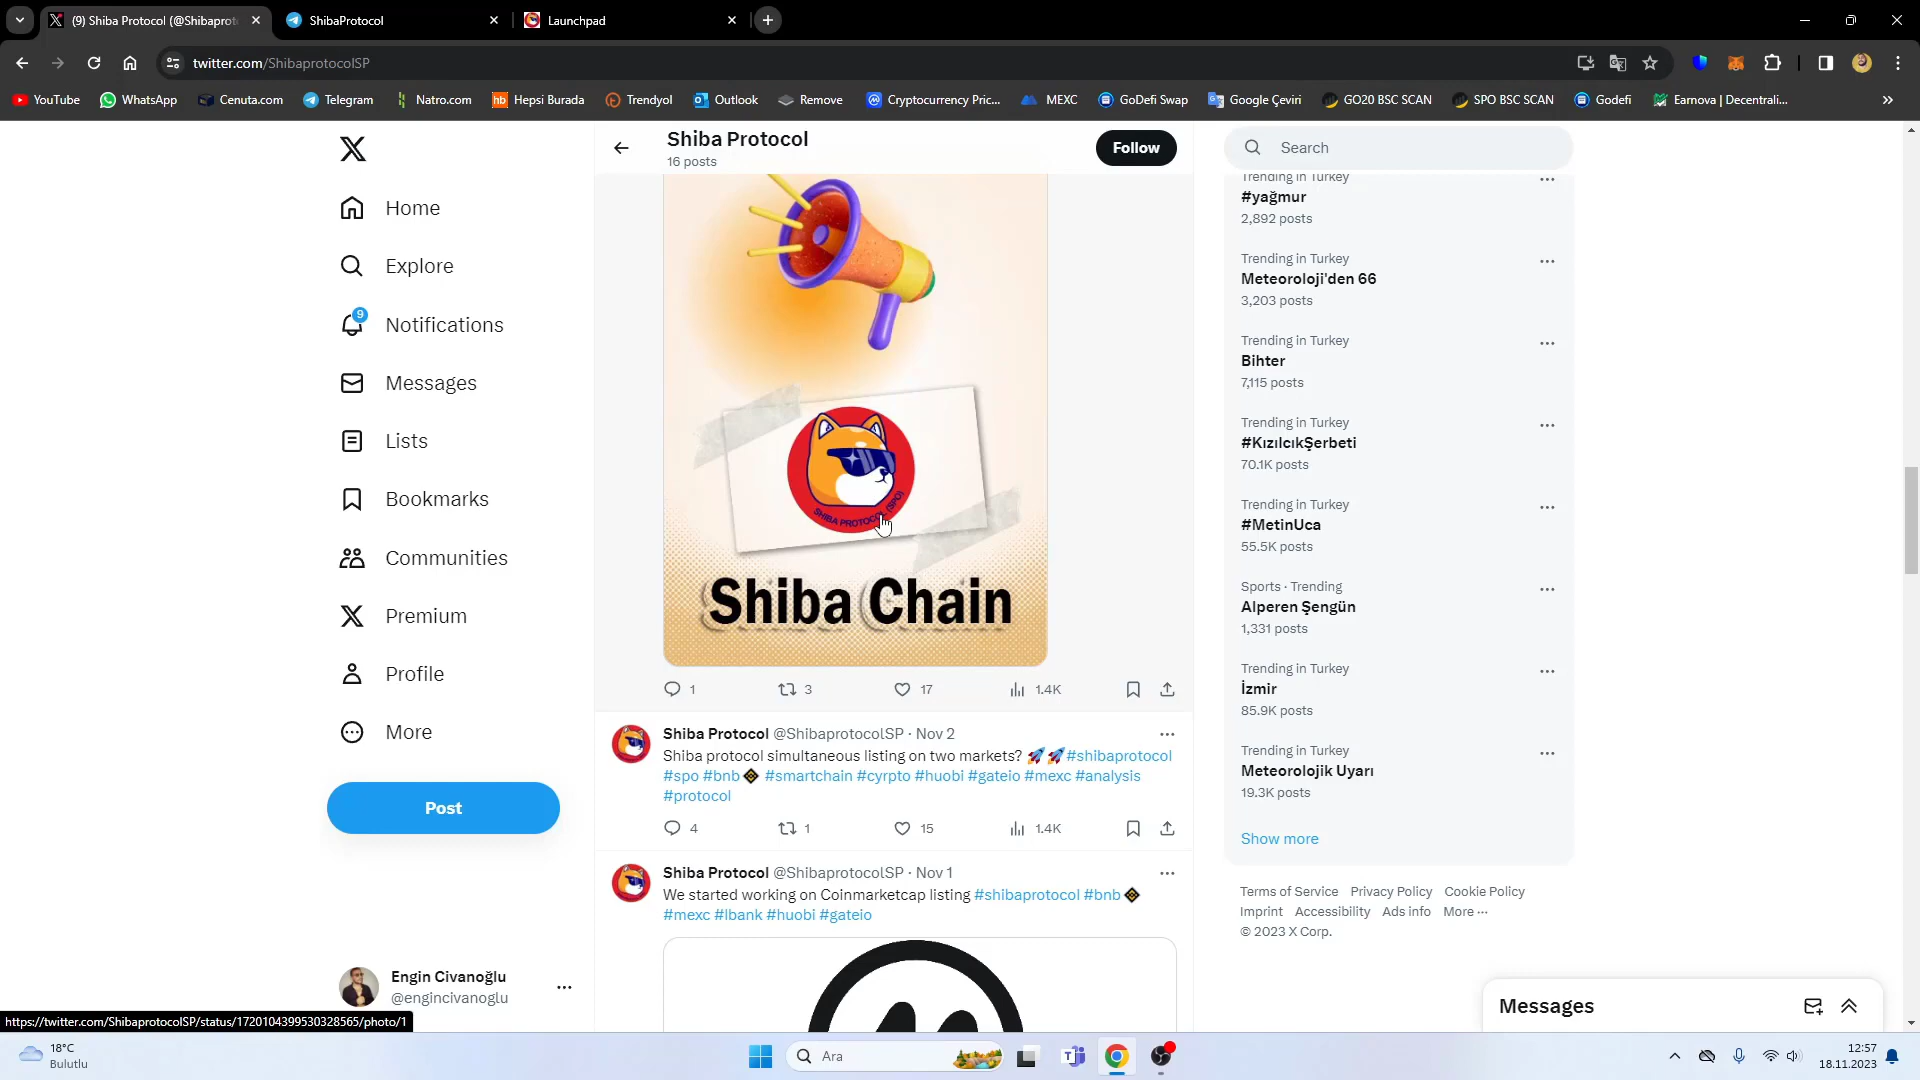 (9) Shiba Protocol (@Shibaprot
ShibaProtocol
Launchpad
twitter.com/ShibaprotocolSP
YouTube
WhatsApp
Cenuta.com
Telegram
Natro.com
hb
Hepsi Burada
Trendyol
Outlook
Remove
Cryptocurrency Pric...
MEXC
GoDefi Swap
Google Çeviri
GO20 BSC SCAN
SPO BSC SCAN
Godefi
Earnova | Decentrali...
Home
Explore
9
Notifications
Messages
Lists
Bookmarks
Communities
Premium
Profile
More
Post
Engin Civanoğlu
@engincivanoglu
Shiba Protocol
16 posts
Follow
SHIBA PROTOCOL (SPO)
Shiba Chain
1 3 17 1.4K
Shiba Protocol @ShibaprotocolSP · Nov 2
Shiba protocol simultaneous listing on two markets? 🚀🚀#shibaprotocol
#spo #bnb #smartchain #cyrpto #huobi #gateio #mexc #analysis
#protocol
4 1 15 1.4K
Shiba Protocol @ShibaprotocolSP · Nov 1
We started working on Coinmarketcap listing #shibaprotocol #bnb
#mexc #lbank #huobi #gateio
Search
Trending in Turkey
#yağmur
2,892 posts
Trending in Turkey
Meteoroloji'den 66
3,203 posts
Trending in Turkey
Bihter
7,115 posts
Trending in Turkey
#KızılcıkŞerbeti
70.1K posts
Trending in Turkey
#MetinUca
55.5K posts
Sports · Trending
Alperen Şengün
1,331 posts
Trending in Turkey
İzmir
85.9K posts
Trending in Turkey
Meteorolojik Uyarı
19.3K posts
Show more
Terms of Service Privacy Policy Cookie Policy
Imprint Accessibility Ads info More ···
© 2023 X Corp.
Messages
https://twitter.com/ShibaprotocolSP/status/1720104399530328565/photo/1
18°C
Bulutlu
Ara
12:57
18.11.2023